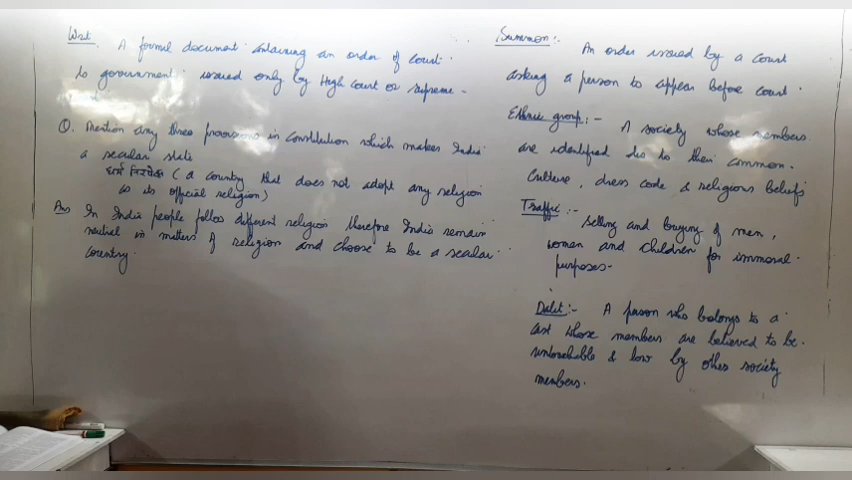 Writ. A formal document containing an order of Court
to government issued only by High Court or supreme -
Q. Mention any three provisions in Constitution which makes India
a secular state
धर्म निरपेक्ष ( a country that does not adopt any religion
as its official religion)
Ans In India people follow different religion therefore India remain
neutral in matters of religion and choose to be a secular
country.
Summon:- An order issued by a court
asking a person to appear before court.
Ethnic group:- A society whose members
are identified due to their common.
culture, dress code & religious beliefs
Traffic:- Selling and buying of men,
women and children for immoral.
purposes-
Dalit:- A person who belongs to a
cast whose members are believed to be.
untouchable & low by other society
members.